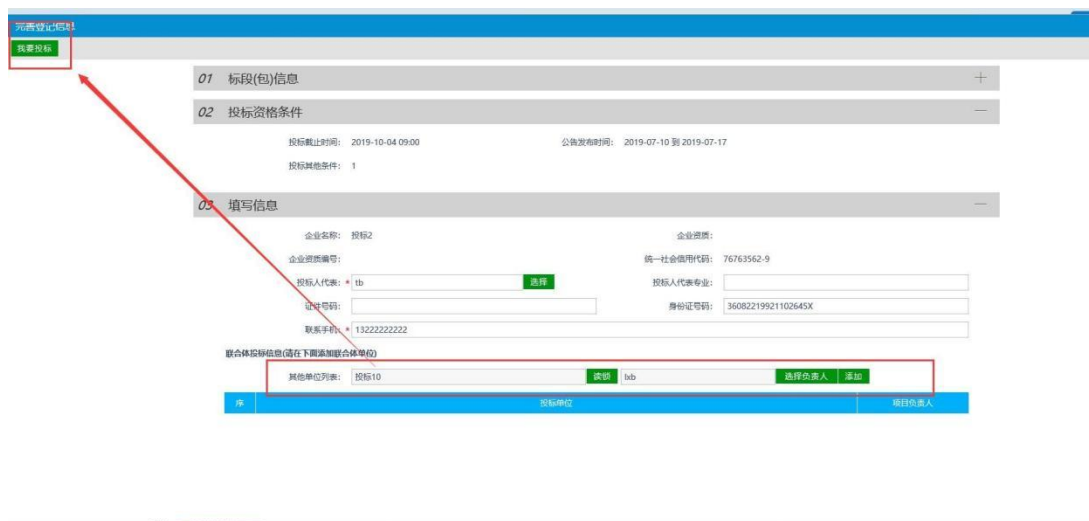 完善登记信息
我要投标
01 标段(包)信息
02 投标资格条件
投标截止时间: 2019-10-04 09:00 公告发布时间: 2019-07-10 到 2019-07-17
投标其他条件: 1
03 填写信息
企业名称: 投标2 企业资质:
企业资质编号: 统一社会信用代码: 76763562-9
投标人代表: * tb 选择 投标人代表专业:
证件号码: 身份证号码: 36082219921102645X
联系手机: * 13222222222
联合体投标信息(请在下面添加联合体单位)
其他单位列表: 投标10 读锁 lxb 选择负责人 添加
序 投标单位 项目负责人